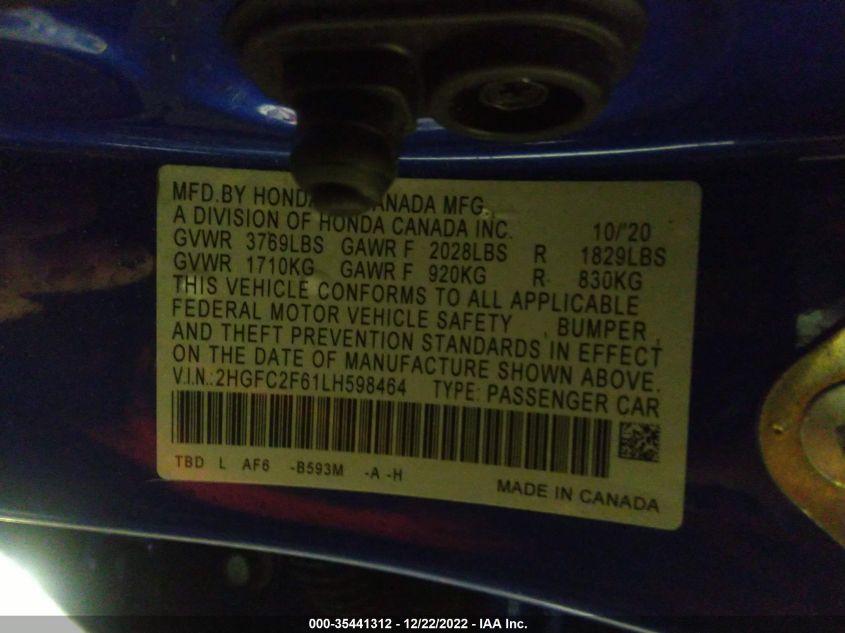 MFD.BY HONDA CANADA MFG.
A DIVISION OF HONDA CANADA INC. 10/'20
GVWR 3769LBS GAWR F 2028LBS R 1829LBS
GVWR 1710KG GAWR F 920KG R 830KG
THIS VEHICLE CONFORMS TO ALL APPLICABLE
FEDERAL MOTOR VEHICLE SAFETY , BUMPER ,
AND THEFT PREVENTION STANDARDS IN EFFECT
ON THE DATE OF MANUFACTURE SHOWN ABOVE.
V.I.N.:2HGFC2F61LH598464 TYPE: PASSENGER CAR
TBD L AF6 -B593M -A -H
MADE IN CANADA
000-35441312 - 12/22/2022 - IAA Inc.